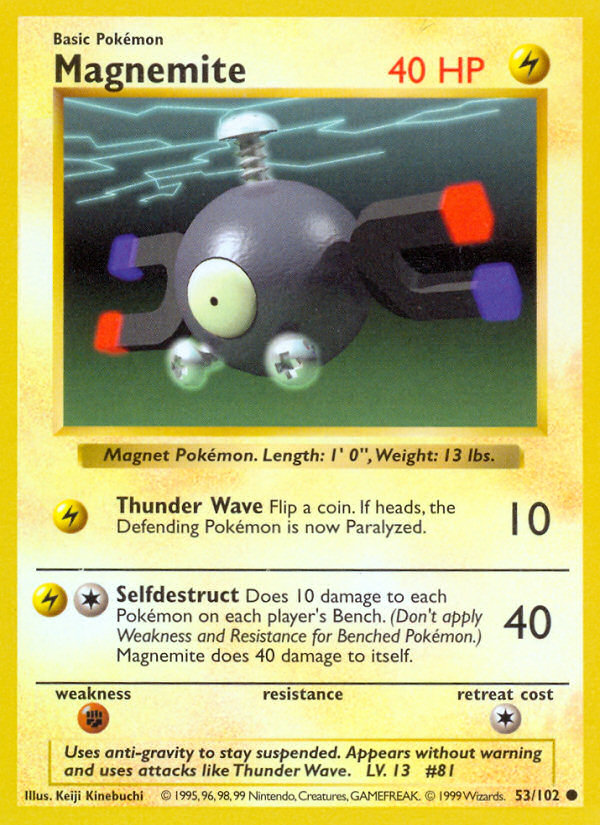 Basic Pokémon
Magnemite 40 HP
Magnet Pokémon. Length: 1' 0", Weight: 13 lbs.
Thunder Wave Flip a coin. If heads, the
Defending Pokémon is now Paralyzed.
10
Selfdestruct Does 10 damage to each
Pokémon on each player's Bench. (Don't apply
Weakness and Resistance for Benched Pokémon.)
Magnemite does 40 damage to itself.
40
weakness resistance retreat cost
Uses anti-gravity to stay suspended. Appears without warning
and uses attacks like Thunder Wave. LV. 13 #81
Illus. Keiji Kinebuchi © 1995, 96, 98, 99 Nintendo, Creatures, GAMEFREAK. © 1999 Wizards. 53/102